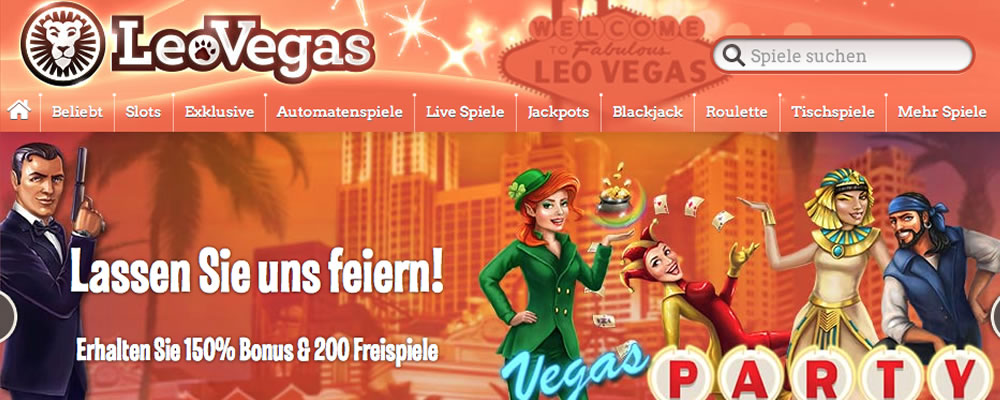 LeoVegas
WELCOME
TO Fabulous
LEO VEGAS
Spiele suchen
Beliebt
Slots
Exklusive
Automatenspiele
Live Spiele
Jackpots
Blackjack
Roulette
Tischspiele
Mehr Spiele
Lassen Sie uns feiern!
Erhalten Sie 150% Bonus & 200 Freispiele
Vegas PARTY